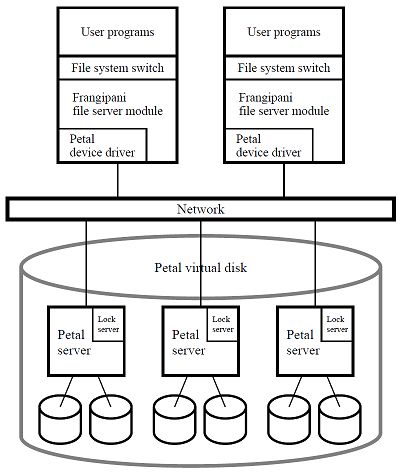 User programs
File system switch
Frangipani
file server module
Petal
device driver
User programs
File system switch
Frangipani
file server module
Petal
device driver
Network
Petal virtual disk
Lock
server
Petal
server
Lock
server
Petal
server
Lock
server
Petal
server